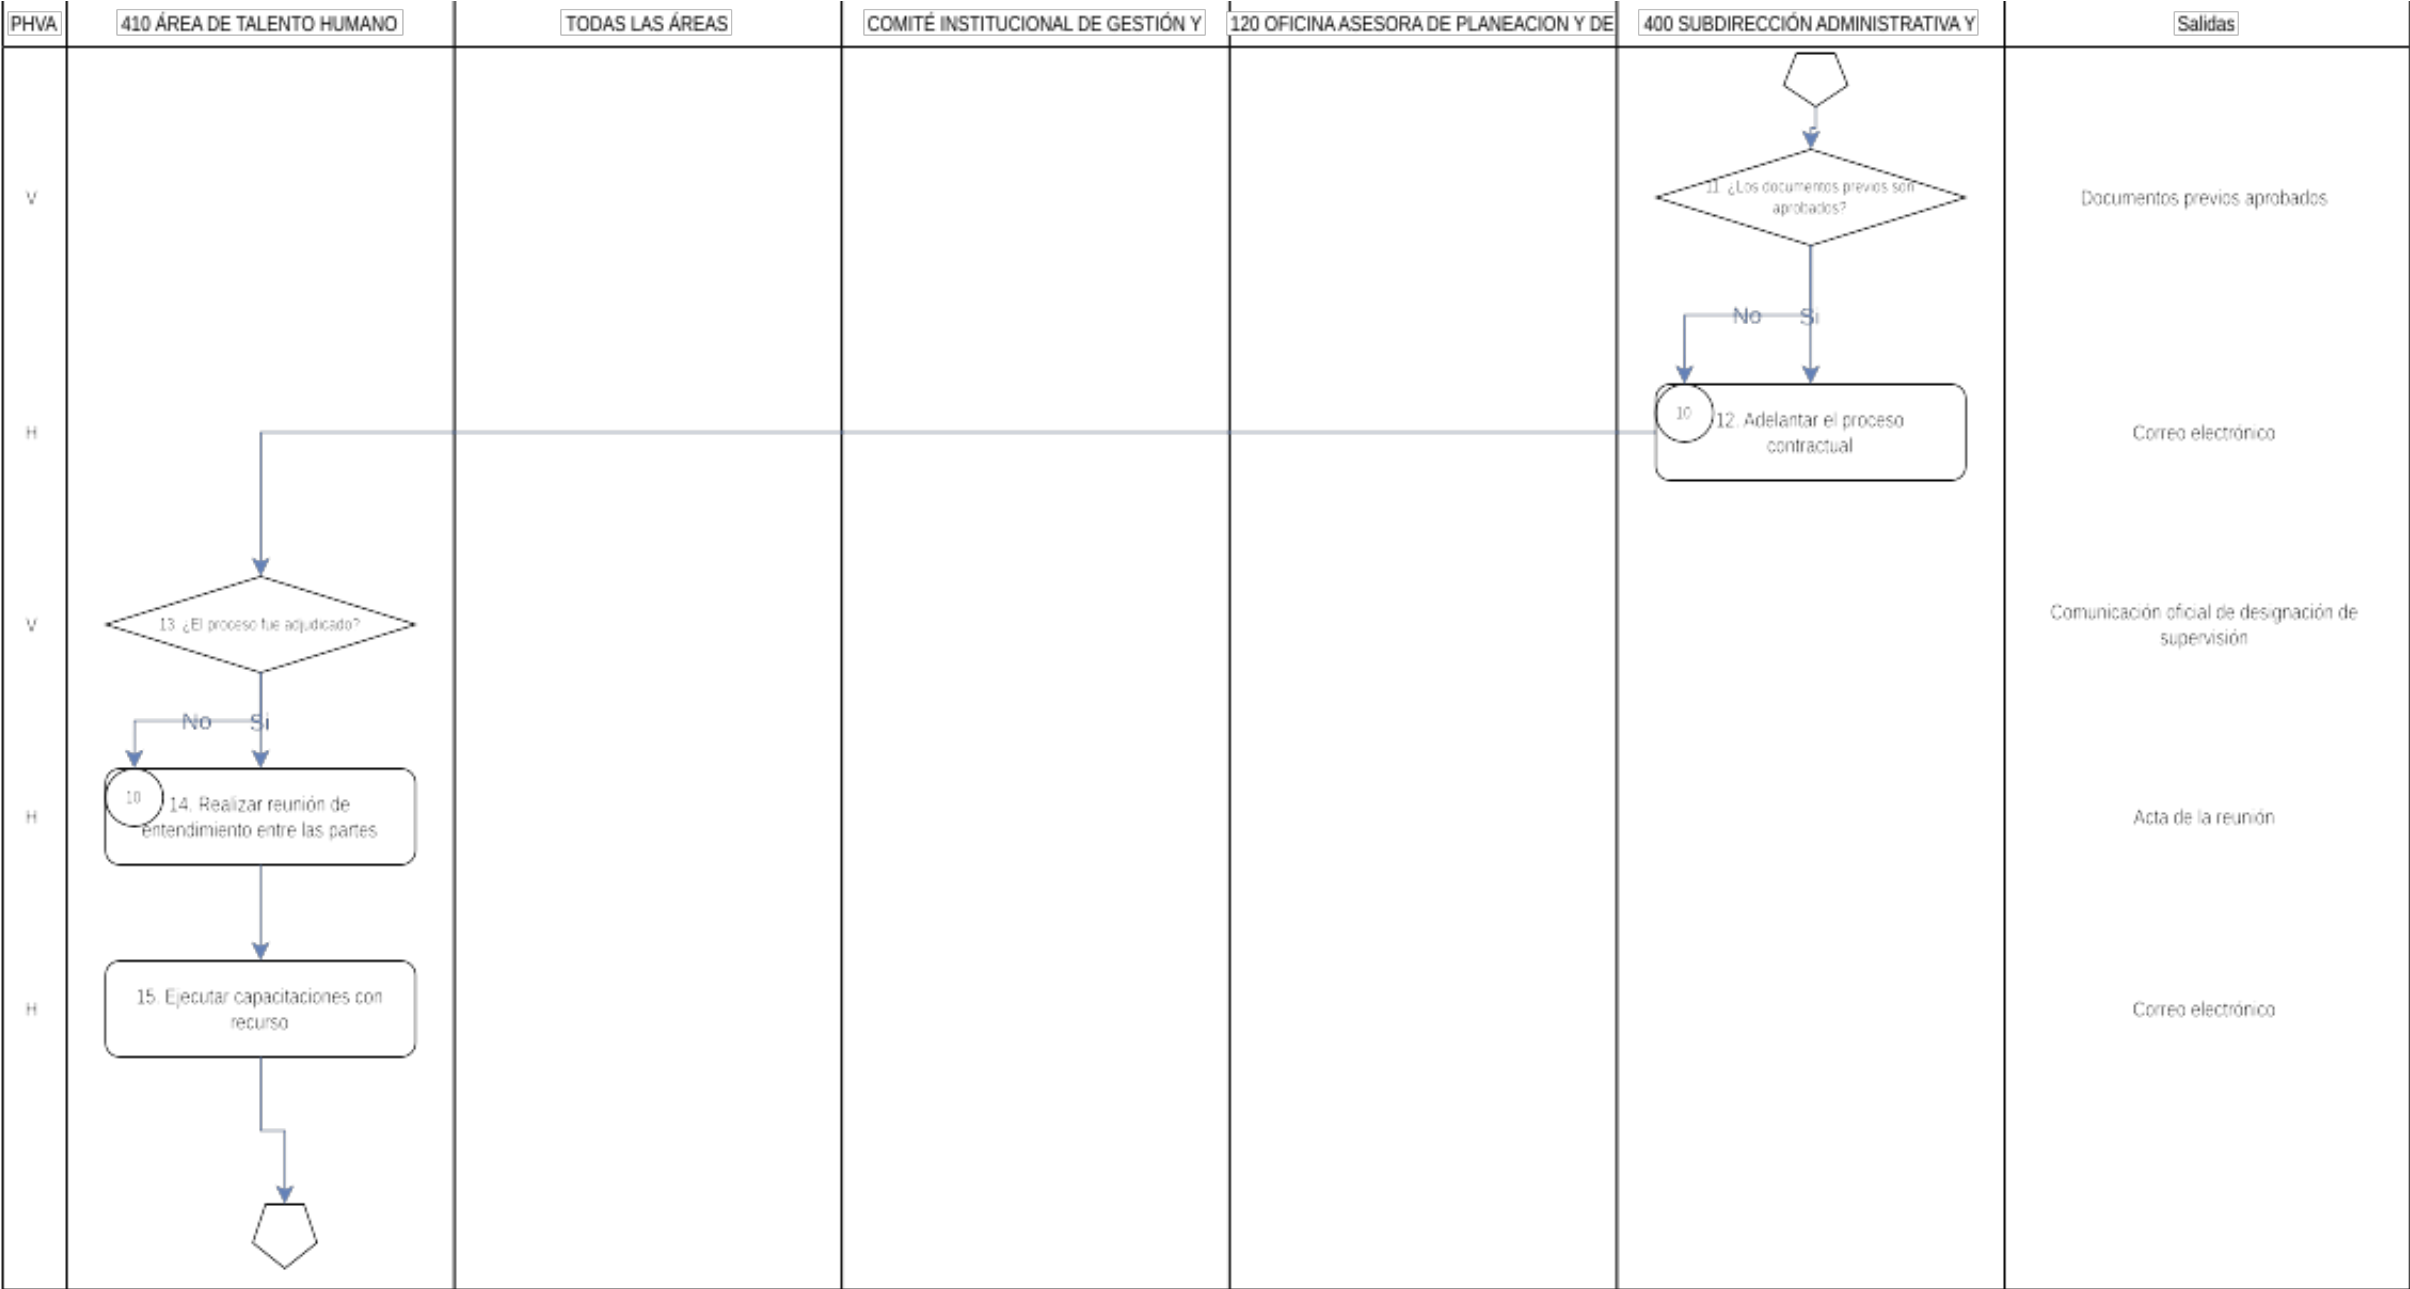 PHVA
410 ÁREA DE TALENTO HUMANO
TODAS LAS ÁREAS
COMITÉ INSTITUCIONAL DE GESTIÓN Y
120 OFICINA ASESORA DE PLANEACION Y DE
400 SUBDIRECCIÓN ADMINISTRATIVA Y
Salidas
V
11. ¿Los documentos previos son
aprobados?
Documentos previos aprobados
No
Si
H
10
12. Adelantar el proceso
contractual
Correo electrónico
V
13. ¿El proceso fue adjudicado?
Comunicación oficial de designación de
supervisión
No
Si
H
10
14. Realizar reunión de
entendimiento entre las partes
Acta de la reunión
H
15. Ejecutar capacitaciones con
recurso
Correo electrónico